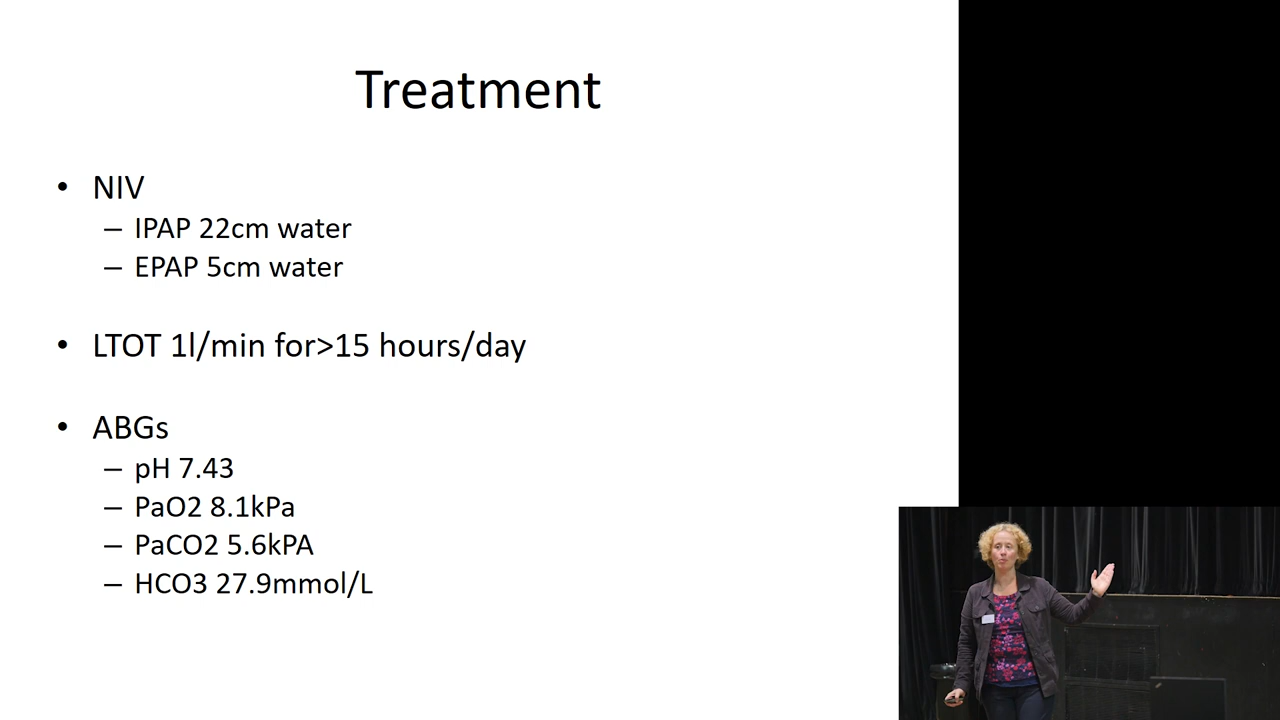 Treatment
• NIV
– IPAP 22cm water
– EPAP 5cm water
• LTOT 1l/min for>15 hours/day
• ABGs
– pH 7.43
– PaO2 8.1kPa
– PaCO2 5.6kPA
– HCO3 27.9mmol/L